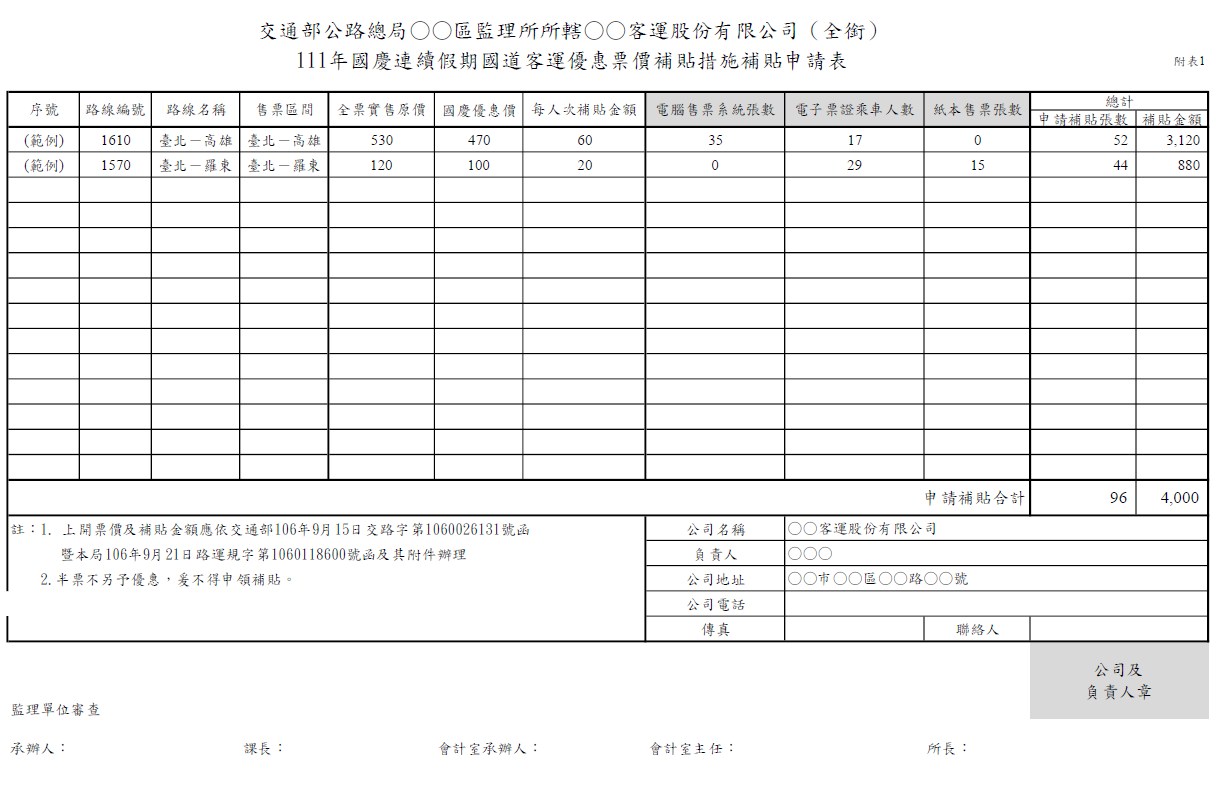 交通部公路總局○○區監理所所轄○○客運股份有限公司（全銜）
111年國慶連續假期國道客運優惠票價補貼措施補貼申請表
附表1
序號 路線編號 路線名稱 售票區間 全票實售原價 國慶優惠價 每人次補貼金額 電腦售票系統張數 電子票證乘車人數 紙本售票張數 總計
申請補貼張數 補貼金額
(範例) 1610 臺北－高雄 臺北－高雄 530 470 60 35 17 0 52 3,120
(範例) 1570 臺北－羅東 臺北－羅東 120 100 20 0 29 15 44 880
申請補貼合計 96 4,000
註：1. 上開票價及補貼金額應依交通部106年9月15日交路字第1060026131號函
暨本局106年9月21日路運規字第1060118600號函及其附件辦理
2.半票不另予優惠，爰不得申領補貼。
公司名稱 ○○客運股份有限公司
負責人 ○○○
公司地址 ○○市○○區○○路○○號
公司電話
傳真 聯絡人
公司及
負責人章
監理單位審查
承辦人： 課長： 會計室承辦人： 會計室主任： 所長：